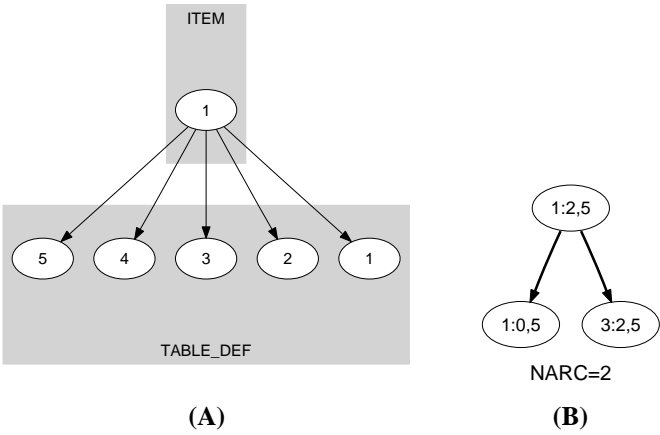 ITEM
1
5 4 3 2 1
TABLE_DEF
(A)
1:2,5
1:0,5 3:2,5
NARC=2
(B)